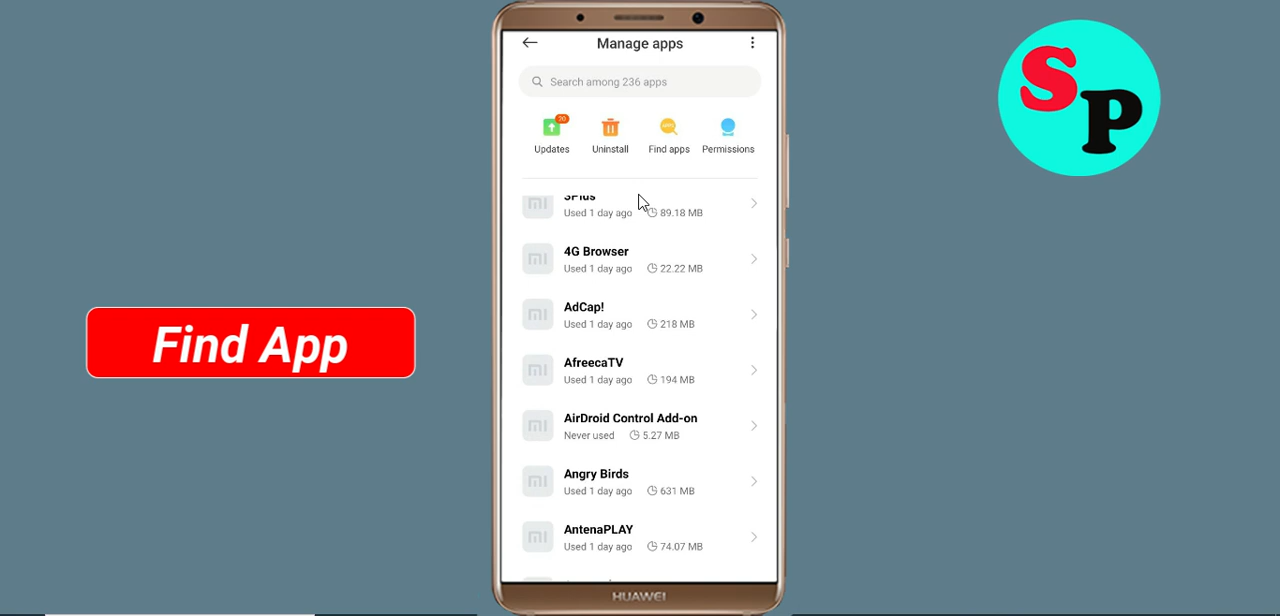 Manage apps
Search among 236 apps
20
Updates
Uninstall
Find apps
Permissions
Used 1 day ago 89.18 MB
4G Browser
Used 1 day ago 22.22 MB
AdCap!
Used 1 day ago 218 MB
AfreecaTV
Used 1 day ago 194 MB
AirDroid Control Add-on
Never used 5.27 MB
Angry Birds
Used 1 day ago 631 MB
AntenaPLAY
Used 1 day ago 74.07 MB
HUAWEI
Find App
SP